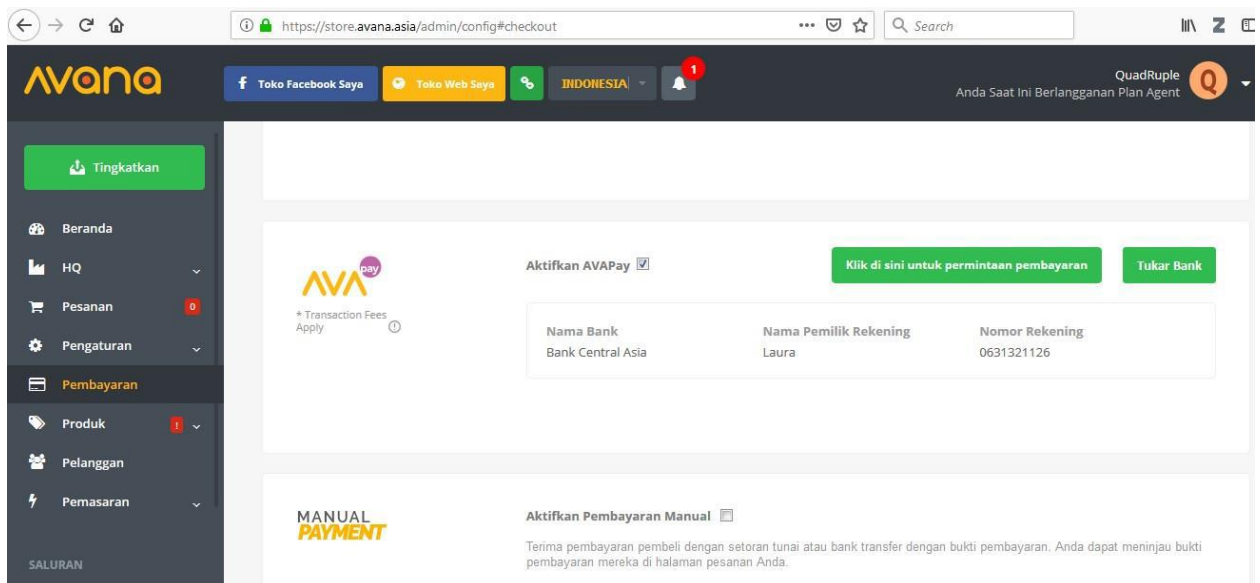 https://store.avana.asia/admin/config#checkout
Search
avana
Toko Facebook Saya
Toko Web Saya
INDONESIA
1
QuadRuple
Anda Saat Ini Berlangganan Plan Agent
Q
Tingkatkan
Beranda
HQ
Pesanan 0
Pengaturan
Pembayaran
Produk !
Pelanggan
Pemasaran
SALURAN
AVA pay
* Transaction Fees
Apply
Aktifkan AVAPay
Klik di sini untuk permintaan pembayaran
Tukar Bank
Nama Bank Nama Pemilik Rekening Nomor Rekening
Bank Central Asia Laura 0631321126
MANUAL
PAYMENT
Aktifkan Pembayaran Manual
Terima pembayaran pembeli dengan setoran tunai atau bank transfer dengan bukti pembayaran. Anda dapat meninjau bukti
pembayaran mereka di halaman pesanan Anda.